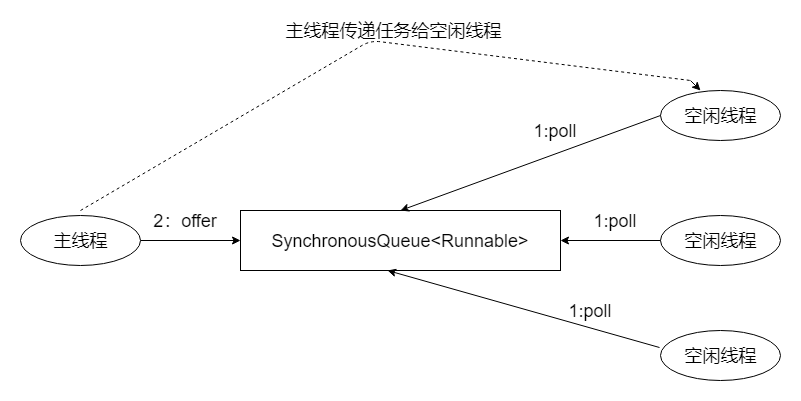 主线程传递任务给空闲线程
空闲线程
1:poll
2：offer
1:poll
主线程
SynchronousQueue<Runnable>
空闲线程
1:poll
空闲线程